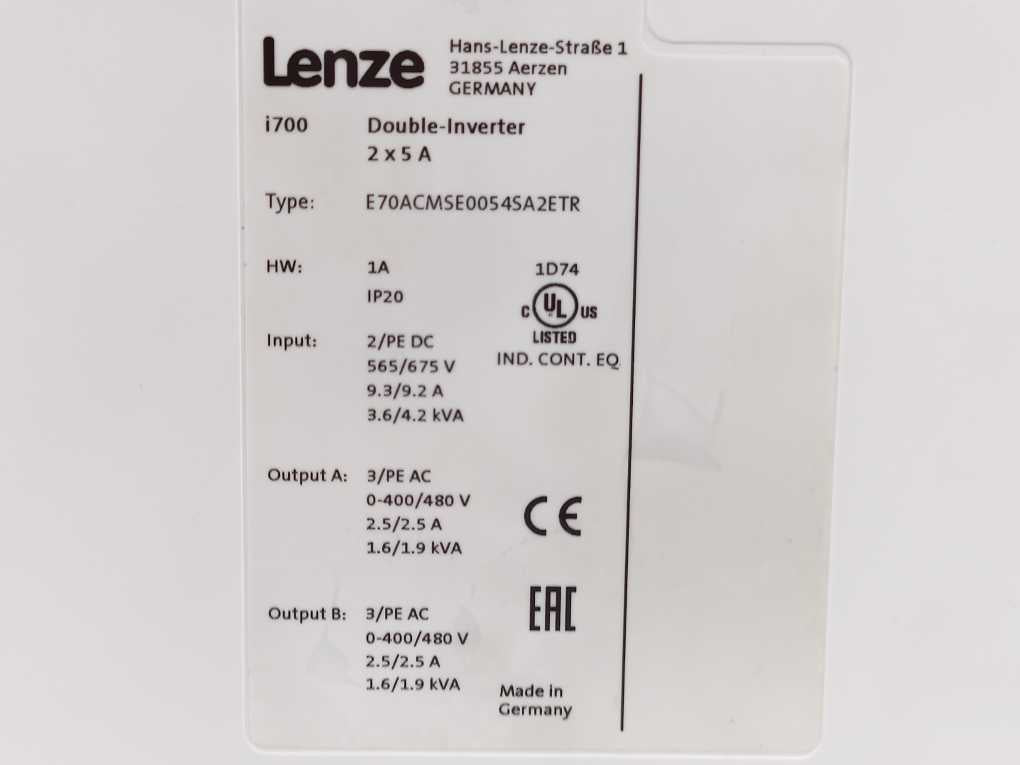 Lenze
Hans-Lenze-Straße 1
31855 Aerzen
GERMANY
i700 Double-Inverter
2 x 5 A
Type: E70ACMSE0054SA2ETR
HW: 1A
IP20
1D74
C UL US
LISTED
IND. CONT. EQ
Input: 2/PE DC
565/675 V
9.3/9.2 A
3.6/4.2 kVA
Output A: 3/PE AC
0-400/480 V
2.5/2.5 A
1.6/1.9 kVA
CE
Output B: 3/PE AC
0-400/480 V
2.5/2.5 A
1.6/1.9 kVA
EAC
Made in
Germany